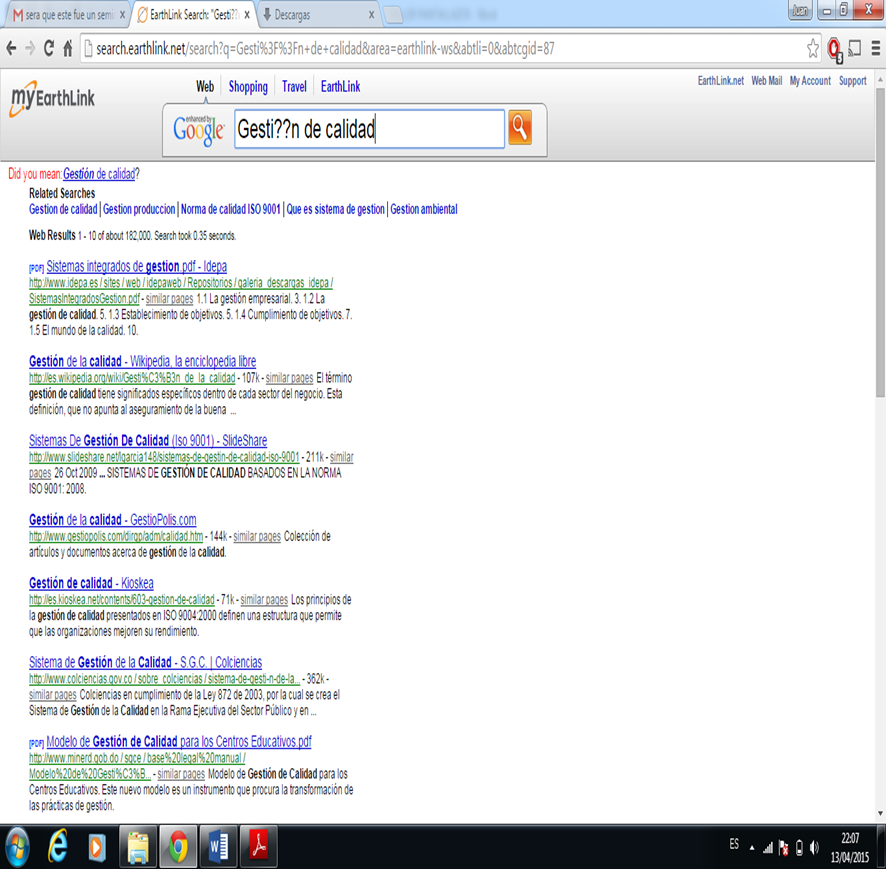 sera que este fue un semi
EarthLink Search: "Gesti??
Descargas
Juan
search.earthlink.net/search?q=Gesti%3F%3Fn+de+calidad&area=earthlink-ws&abtli=0&abtcgid=87
my EarthLink
Web Shopping Travel EarthLink
EarthLink.net Web Mail My Account Support
enhanced by Google
Gesti??n de calidad
Did you mean: Gestión de calidad?
Related Searches
Gestion de calidad | Gestion produccion | Norma de calidad ISO 9001 | Que es sistema de gestion | Gestion ambiental
Web Results 1 - 10 of about 182,000. Search took 0.35 seconds.
[PDF] Sistemas integrados de gestion.pdf - Idepa
http://www.idepa.es / sites / web / idepaweb / Repositorios / galeria_descargas_idepa /
SistemasIntegradosGestion.pdf - similar pages 1.1 La gestión empresarial. 3. 1.2 La
gestión de calidad. 5. 1.3 Establecimiento de objetivos. 5. 1.4 Cumplimiento de objetivos. 7.
1.5 El mundo de la calidad. 10.
Gestión de la calidad - Wikipedia, la enciclopedia libre
http://es.wikipedia.org/wiki/Gesti%C3%B3n_de_la_calidad - 107k - similar pages El término
gestión de calidad tiene significados específicos dentro de cada sector del negocio. Esta
definición, que no apunta al aseguramiento de la buena ...
Sistemas De Gestión De Calidad (Iso 9001) - SlideShare
http://www.slideshare.net/lgarcia148/sistemas-de-gestin-de-calidad-iso-9001 - 211k - similar
pages 26 Oct 2009 ... SISTEMAS DE GESTIÓN DE CALIDAD BASADOS EN LA NORMA
ISO 9001: 2008.
Gestión de la calidad - GestioPolis.com
http://www.gestiopolis.com/dirgp/adm/calidad.htm - 144k - similar pages Colección de
artículos y documentos acerca de gestión de la calidad.
Gestión de calidad - Kioskea
http://es.kioskea.net/contents/603-gestion-de-calidad - 71k - similar pages Los principios de
la gestión de calidad presentados en ISO 9004:2000 definen una estructura que permite
que las organizaciones mejoren su rendimiento.
Sistema de Gestión de la Calidad - S.G.C. | Colciencias
http://www.colciencias.gov.co / sobre_colciencias / sistema-de-gesti-n-de-la... - 362k -
similar pages Colciencias en cumplimiento de la Ley 872 de 2003, por la cual se crea el
Sistema de Gestión de la Calidad en la Rama Ejecutiva del Sector Público y en ...
[PDF] Modelo de Gestión de Calidad para los Centros Educativos.pdf
http://www.minerd.gob.do / sgce / base%20legal%20manual /
Modelo%20de%20Gesti%C3%B... - similar pages Modelo de Gestión de Calidad para los
Centros Educativos. Este nuevo modelo es un instrumento que procura la transformación de
las prácticas de gestión.
ES
22:07
13/04/2015